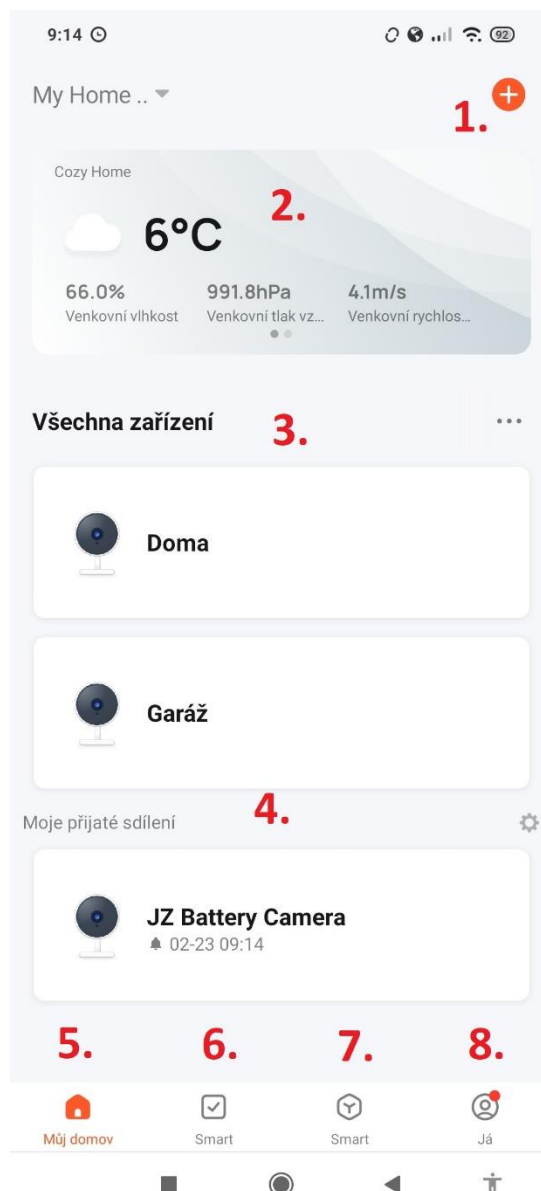 9:14
92
My Home ..
1.
Cozy Home
2.
6°C
66.0% 991.8hPa 4.1m/s
Venkovní vlhkost Venkovní tlak vz... Venkovní rychlos...
Všechna zařízení
3.
Doma
Garáž
4.
Moje přijaté sdílení
JZ Battery Camera
02-23 09:14
5. 6. 7. 8.
Můj domov Smart Smart Já